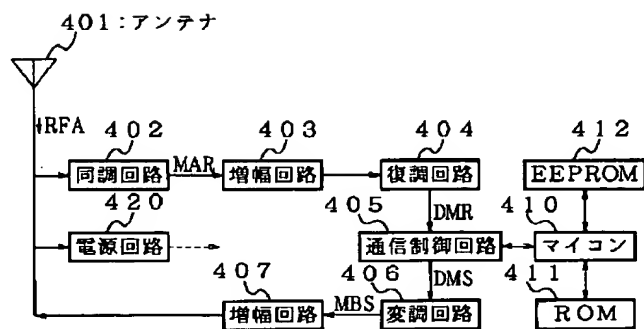 401:アンテナ
RFA
402 403 404 412
同調回路 MAR 増幅回路 復調回路 EEPROM
420 405 DMR 410
電源回路 通信制御回路 マイコン
407 406 DMS 411
増幅回路 MBS 変調回路 ROM